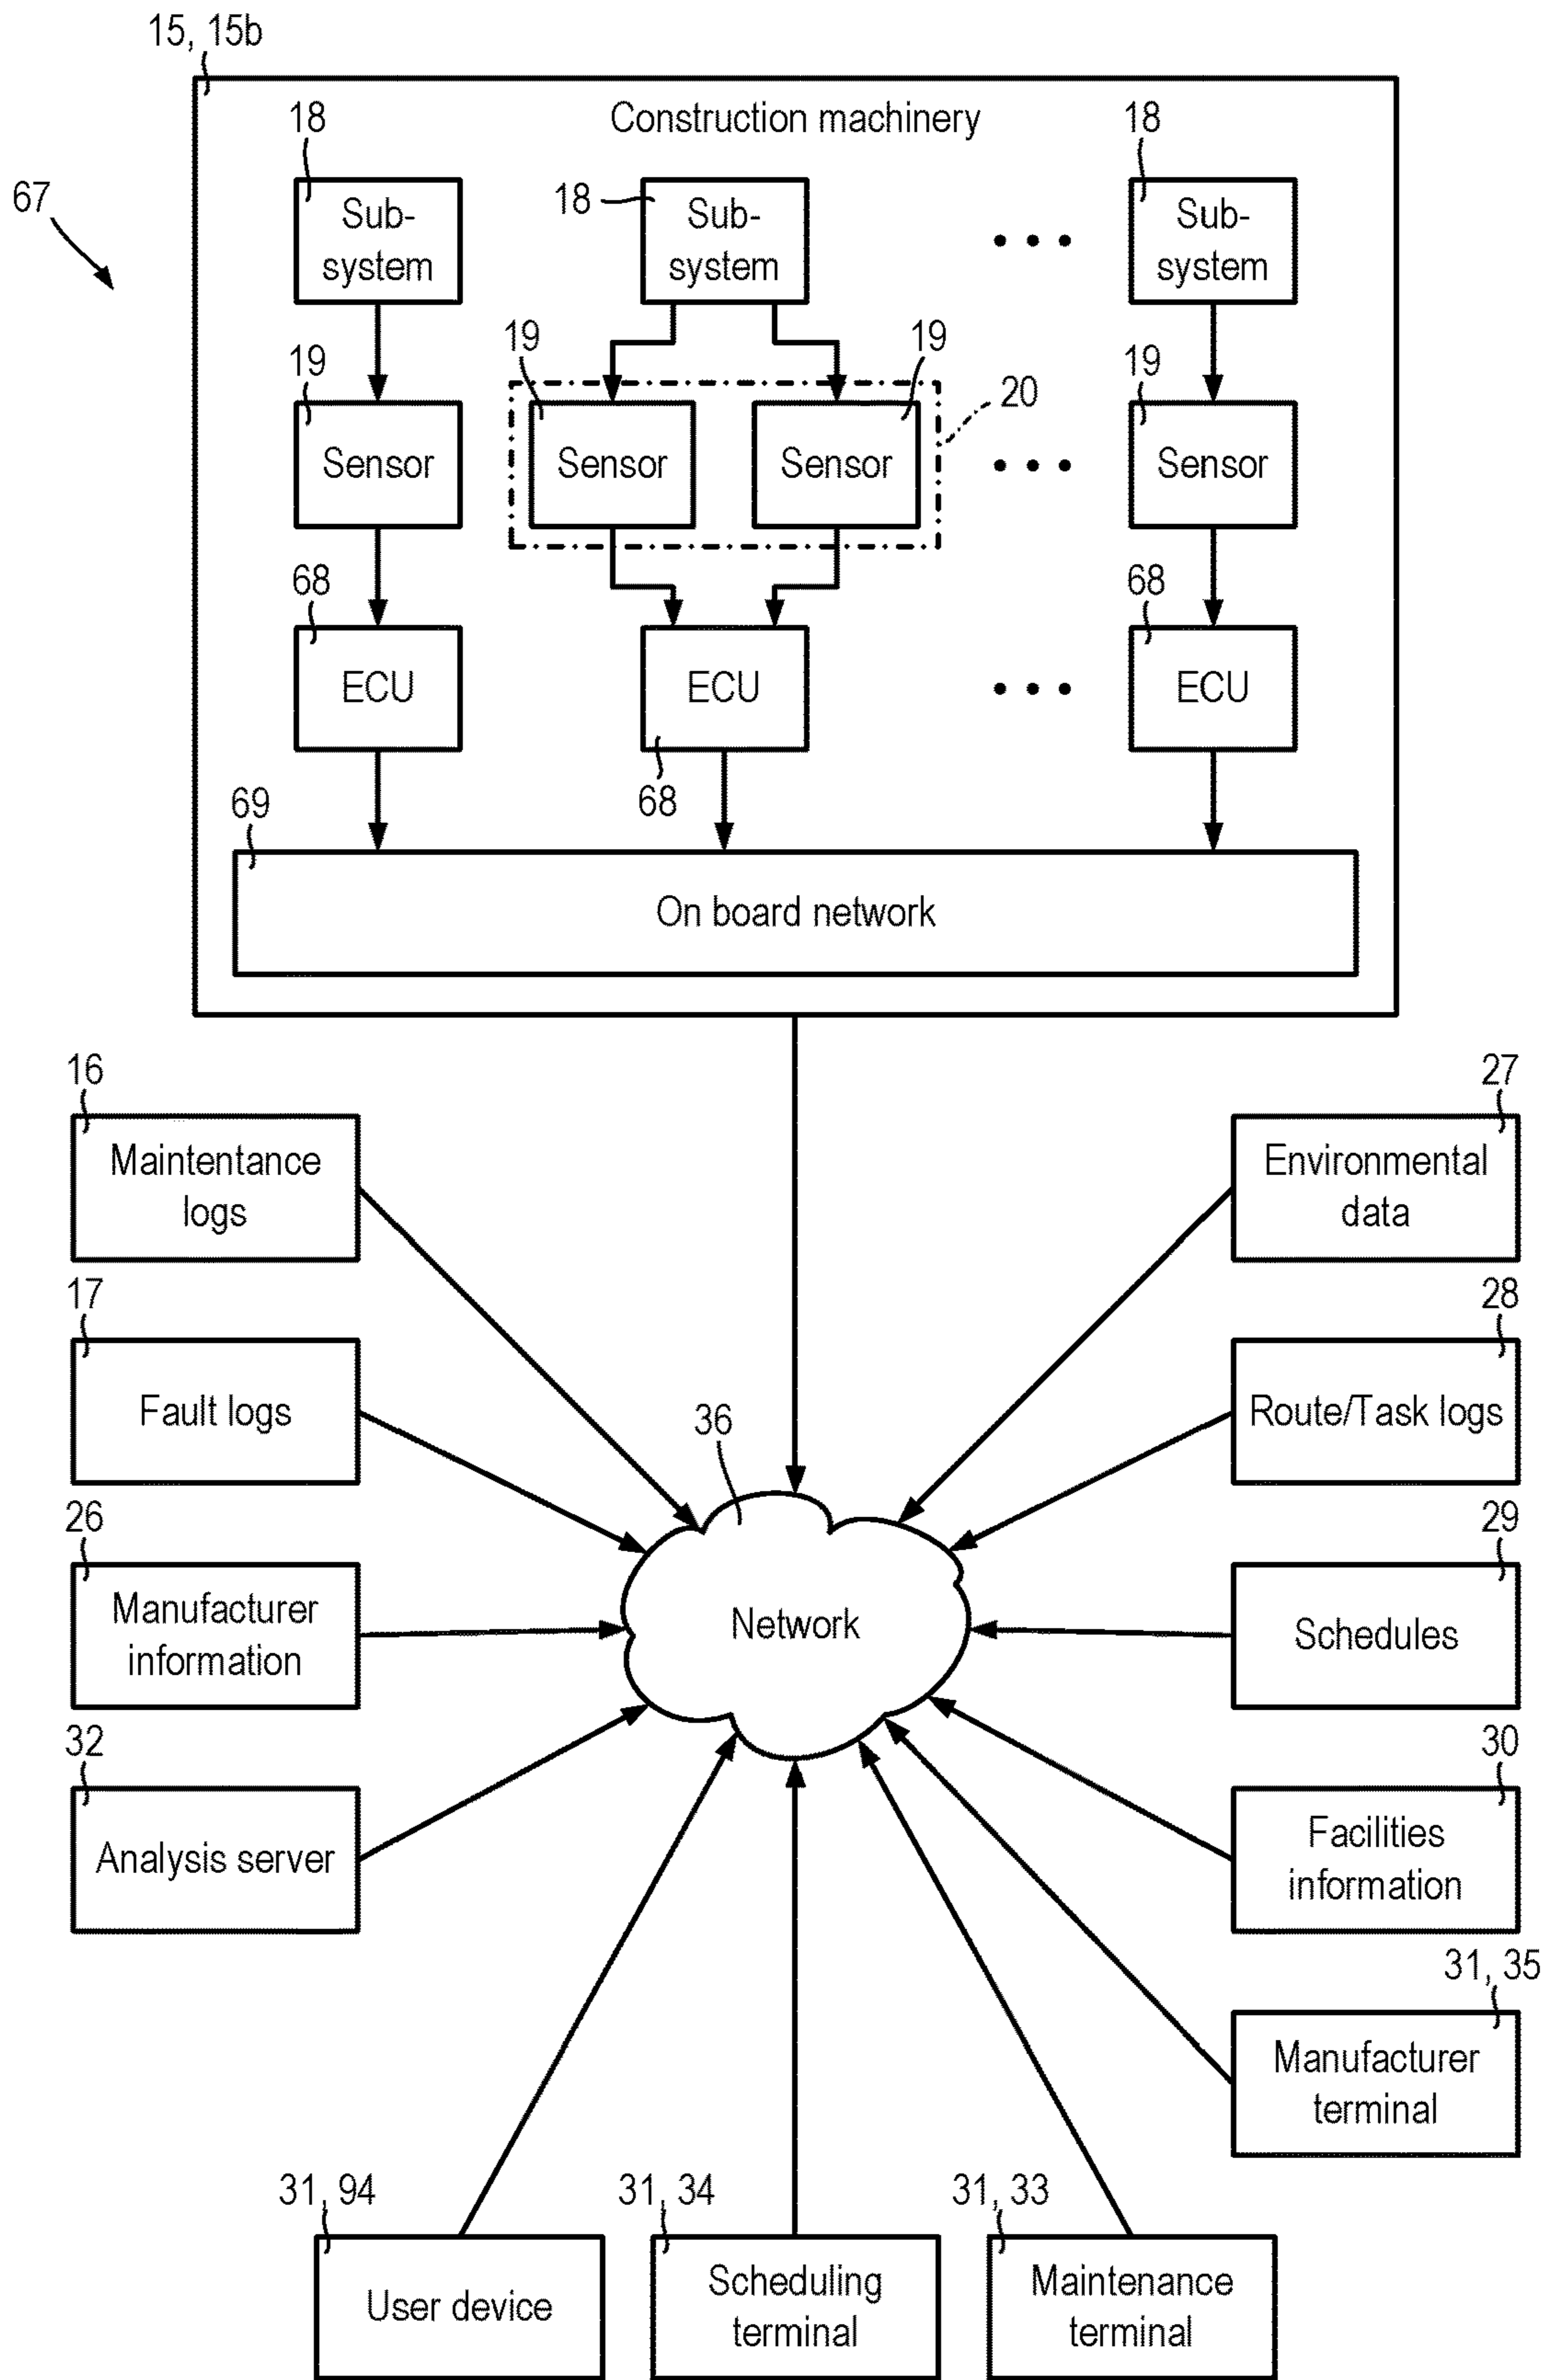 15, 15b
Construction machinery
67
18
18
18
Sub-
system
Sub-
system
Sub-
system
19
19
19
20
19
Sensor
Sensor
Sensor
Sensor
68
68
ECU
ECU
ECU
68
69
On board network
16
Maintentance
logs
27
Environmental
data
17
Fault logs
28
Route/Task logs
36
Network
26
Manufacturer
information
29
Schedules
32
Analysis server
30
Facilities
information
31, 35
Manufacturer
terminal
31, 94
User device
31, 34
Scheduling
terminal
31, 33
Maintenance
terminal